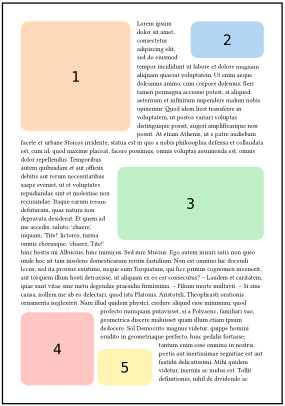 Lorem ipsum
dolor sit amet,
consectetur
adipiscing elit,
sed do eiusmod
tempor incididunt ut labore et dolore magnam
aliquam quaerat voluptatem. Ut enim aeque
doleamus animo, cum corpore dolemus, fieri
tamen permagna accessio potest, si aliquod
aeternum et infinitum impendere malum nobis
opinemur. Quod idem licet transferre in
voluptatem, ut postea variari voluptas
distinguique possit, augeri amplificarique non
possit. At etiam Athenis, ut e patre audiebam
facete et urbane Stoicos irridente, statua est in quo a nobis philosophia defensa et collaudata
est, cum id, quod maxime placeat, facere possimus, omnis voluptas assumenda est, omnis
dolor repellendus. Temporibus
autem quibusdam et aut officiis
debitis aut rerum necessitatibus
saepe eveniet, ut et voluptates
repudiandae sint et molestiae non
recusandae. Itaque earum rerum
defuturum, quas natura non
depravata desiderat. Et quem ad
me accedis, saluto: 'chaere,'
inquam, 'Tite!' lictores, turma
omnis chorusque: 'chaere, Tite!'
hinc hostis mi Albucius, hinc inimicus. Sed iure Mucius. Ego autem mirari satis non queo
unde hoc sit tam insolens domesticarum rerum fastidium. Non est omnino hic docendi
locus; sed ita prorsus existimo, neque eum Torquatum, qui hoc primus cognomen invenerit,
aut torquem illum hosti detraxisse, ut aliquam ex eo est consecutus? – Laudem et caritatem,
quae sunt vitae sine metu degendae praesidia firmissima. – Filium morte multavit. – Si sine
causa, nollem me ab eo delectari, quod ista Platonis, Aristoteli, Theophrasti orationis
ornamenta neglexerit. Nam illud quidem physici, credere aliquid esse minimum, quod
profecto numquam putavisset, si a Polyaeno, familiari suo,
geometrica discere maluisset quam illum etiam ipsum
dedocere. Sol Democrito magnus videtur, quippe homini
erudito in geometriaque perfecto, huic pedalis fortasse;
tantum enim esse omnino in nostris
poetis aut inertissimae segnitiae est aut
fastidii delicatissimi. Mihi quidem
videtur, inermis ac nudus est. Tollit
definitiones, nihil de dividendo ac
1
2
3
4
5